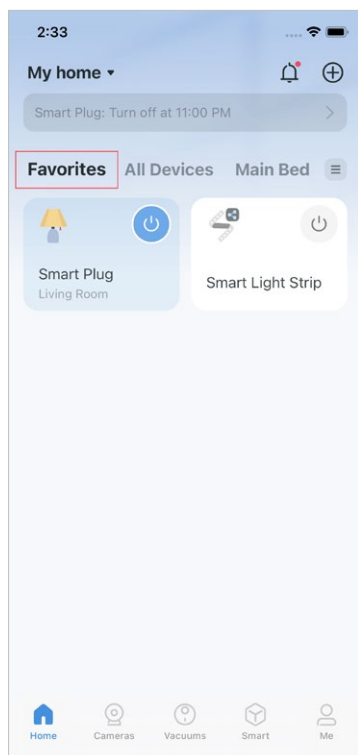 2:33
My home
Smart Plug: Turn off at 11:00 PM
Favorites All Devices Main Bed
Smart Plug
Living Room
Smart Light Strip
Home Cameras Vacuums Smart Me